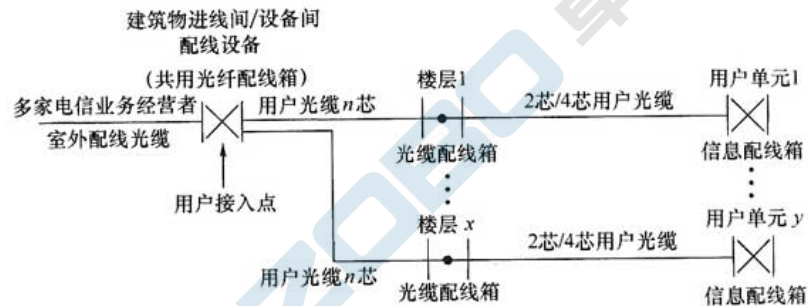 建筑物进线间/设备间
配线设备
(共用光纤配线箱)
多家电信业务经营者
室外配线光缆
用户接入点
用户光缆n芯
楼层1
光缆配线箱
2芯/4芯用户光缆
用户单元1
信息配线箱
用户光缆n芯
楼层 x
光缆配线箱
2芯/4芯用户光缆
用户单元 y
信息配线箱
ZOBO